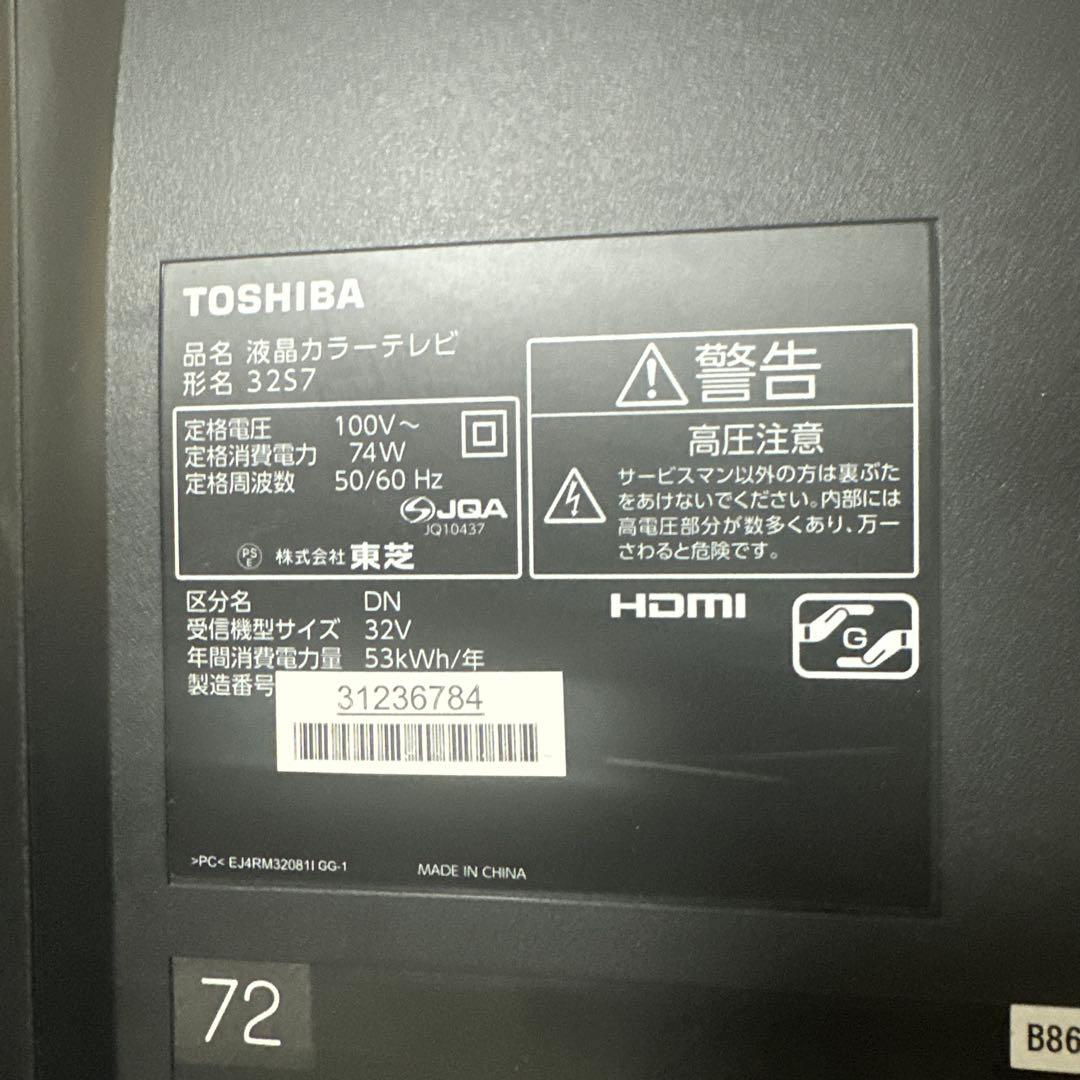 TOSHIBA
品名 液晶カラーテレビ
形名 32S7
定格電圧 100V～
定格消費電力 74W
定格周波数 50/60 Hz
JQA
JQ10437
PS
E
株式会社 東芝
警告
高圧注意
サービスマン以外の方は裏ぶた
をあけないでください。内部には
高電圧部分が数多くあり、万一
さわると危険です。
区分名 DN
受信機型サイズ 32V
年間消費電力量 53kWh/年
製造番号
31236784
HDMI
G
>PC< EJ4RM32081I GG-1
MADE IN CHINA
72
B86